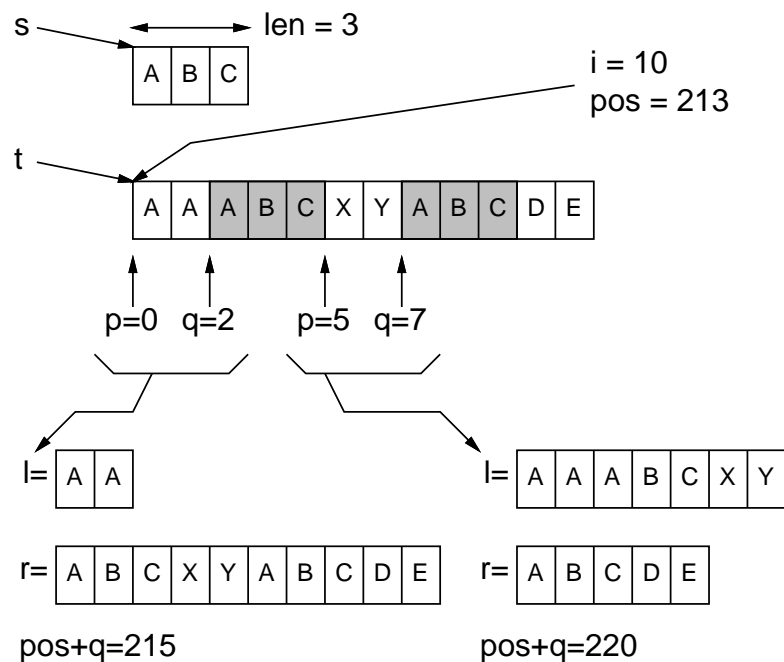 s
len = 3
A B C
i = 10
pos = 213
t
A A A B C X Y A B C D E
p=0 q=2 p=5 q=7
l= A A
l= A A A B C X Y
r= A B C X Y A B C D E
r= A B C D E
pos+q=215
pos+q=220